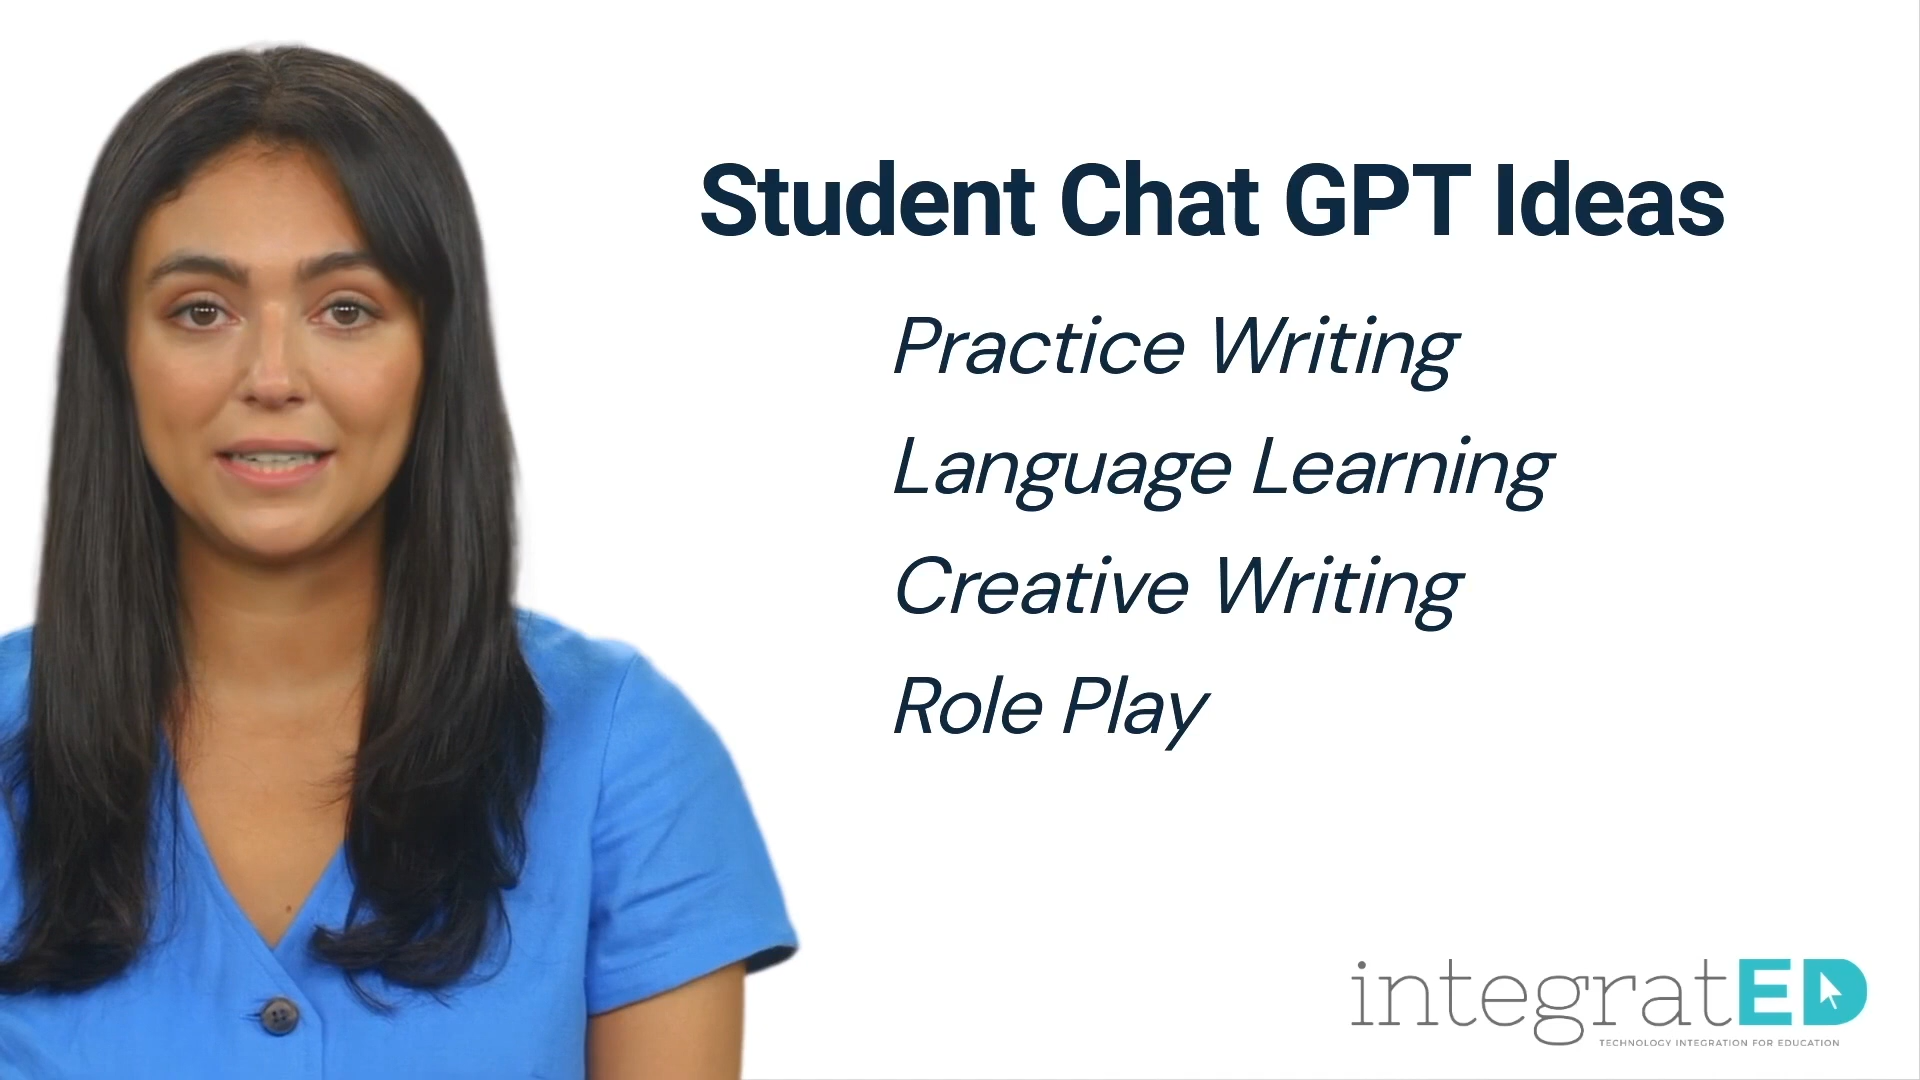 Student Chat GPT Ideas
Practice Writing
Language Learning
Creative Writing
Role Play
integratED
TECHNOLOGY INTEGRATION FOR EDUCATION